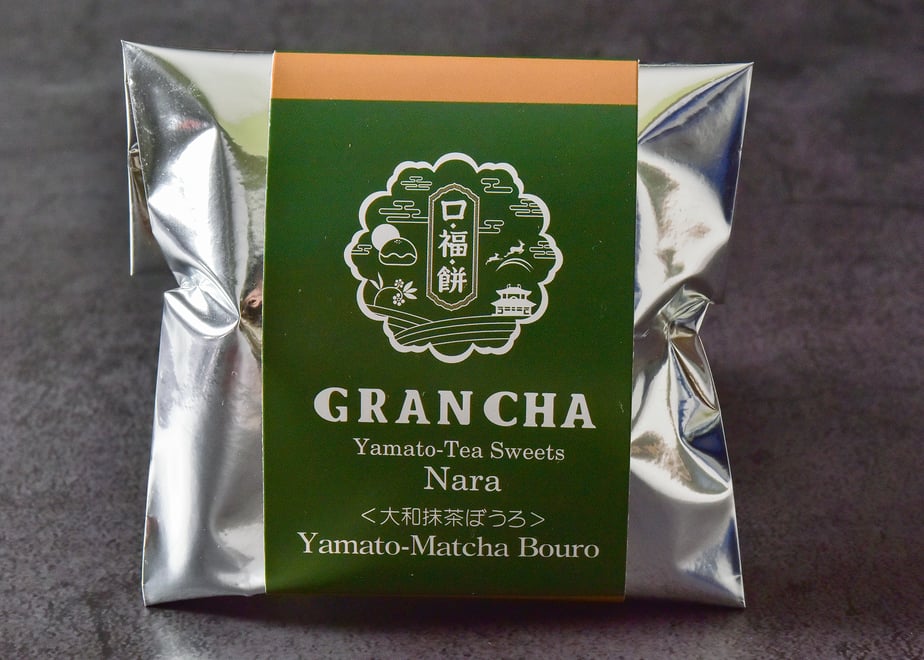 口・福・餅
GRANCHA
Yamato-Tea Sweets
Nara
＜大和抹茶ぼうろ＞
Yamato-Matcha Bouro